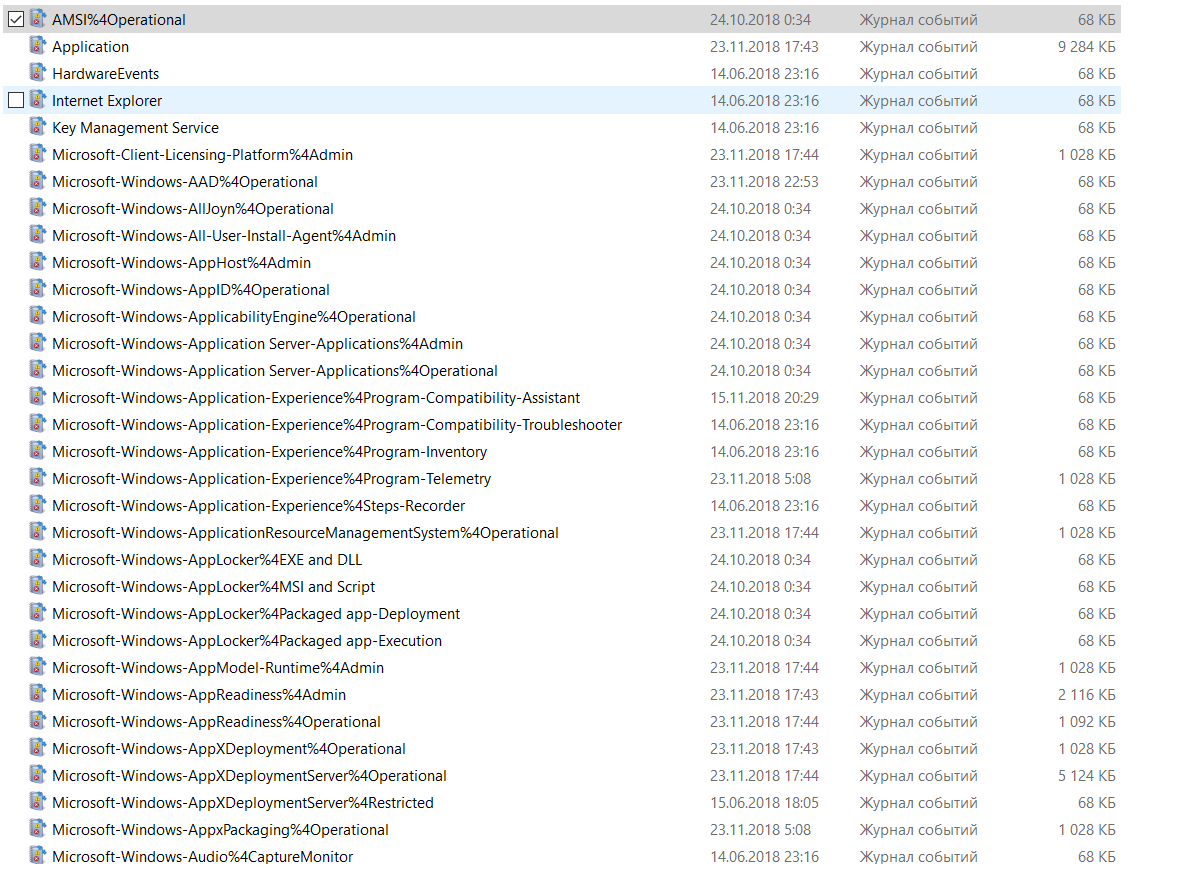 AMSI%4Operational 24.10.2018 0:34 Журнал событий 68 КБ
Application 23.11.2018 17:43 Журнал событий 9 284 КБ
HardwareEvents 14.06.2018 23:16 Журнал событий 68 КБ
Internet Explorer 14.06.2018 23:16 Журнал событий 68 КБ
Key Management Service 14.06.2018 23:16 Журнал событий 68 КБ
Microsoft-Client-Licensing-Platform%4Admin 23.11.2018 17:44 Журнал событий 1 028 КБ
Microsoft-Windows-AAD%4Operational 23.11.2018 22:53 Журнал событий 68 КБ
Microsoft-Windows-AllJoyn%4Operational 24.10.2018 0:34 Журнал событий 68 КБ
Microsoft-Windows-All-User-Install-Agent%4Admin 24.10.2018 0:34 Журнал событий 68 КБ
Microsoft-Windows-AppHost%4Admin 24.10.2018 0:34 Журнал событий 68 КБ
Microsoft-Windows-AppID%4Operational 24.10.2018 0:34 Журнал событий 68 КБ
Microsoft-Windows-ApplicabilityEngine%4Operational 24.10.2018 0:34 Журнал событий 68 КБ
Microsoft-Windows-Application Server-Applications%4Admin 24.10.2018 0:34 Журнал событий 68 КБ
Microsoft-Windows-Application Server-Applications%4Operational 24.10.2018 0:34 Журнал событий 68 КБ
Microsoft-Windows-Application-Experience%4Program-Compatibility-Assistant 15.11.2018 20:29 Журнал событий 68 КБ
Microsoft-Windows-Application-Experience%4Program-Compatibility-Troubleshooter 14.06.2018 23:16 Журнал событий 68 КБ
Microsoft-Windows-Application-Experience%4Program-Inventory 14.06.2018 23:16 Журнал событий 68 КБ
Microsoft-Windows-Application-Experience%4Program-Telemetry 23.11.2018 5:08 Журнал событий 1 028 КБ
Microsoft-Windows-Application-Experience%4Steps-Recorder 14.06.2018 23:16 Журнал событий 68 КБ
Microsoft-Windows-ApplicationResourceManagementSystem%4Operational 23.11.2018 17:44 Журнал событий 1 028 КБ
Microsoft-Windows-AppLocker%4EXE and DLL 24.10.2018 0:34 Журнал событий 68 КБ
Microsoft-Windows-AppLocker%4MSI and Script 24.10.2018 0:34 Журнал событий 68 КБ
Microsoft-Windows-AppLocker%4Packaged app-Deployment 24.10.2018 0:34 Журнал событий 68 КБ
Microsoft-Windows-AppLocker%4Packaged app-Execution 24.10.2018 0:34 Журнал событий 68 КБ
Microsoft-Windows-AppModel-Runtime%4Admin 23.11.2018 17:44 Журнал событий 1 028 КБ
Microsoft-Windows-AppReadiness%4Admin 23.11.2018 17:43 Журнал событий 2 116 КБ
Microsoft-Windows-AppReadiness%4Operational 23.11.2018 17:44 Журнал событий 1 092 КБ
Microsoft-Windows-AppXDeployment%4Operational 23.11.2018 17:43 Журнал событий 1 028 КБ
Microsoft-Windows-AppXDeploymentServer%4Operational 23.11.2018 17:44 Журнал событий 5 124 КБ
Microsoft-Windows-AppXDeploymentServer%4Restricted 15.06.2018 18:05 Журнал событий 68 КБ
Microsoft-Windows-AppxPackaging%4Operational 23.11.2018 5:08 Журнал событий 1 028 КБ
Microsoft-Windows-Audio%4CaptureMonitor 14.06.2018 23:16 Журнал событий 68 КБ